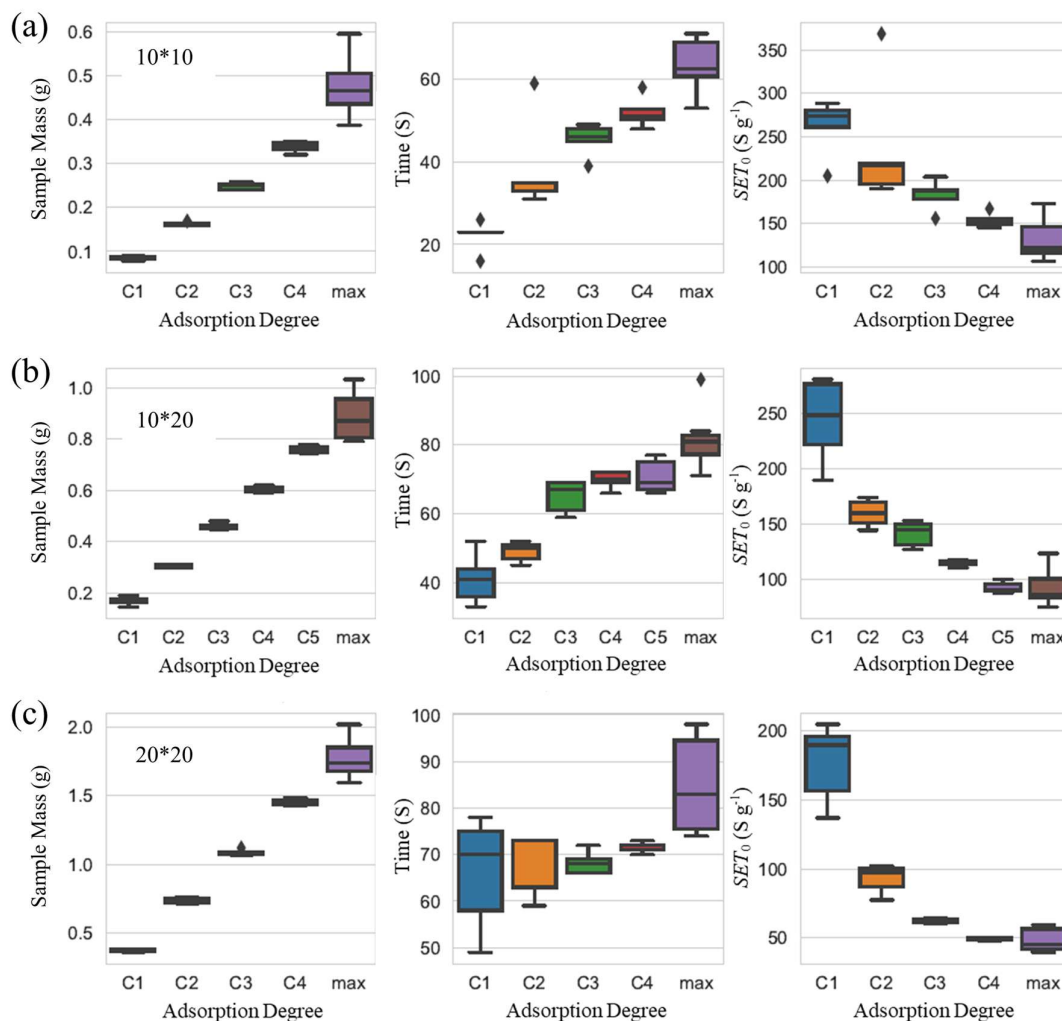 (a)
10*10
Sample Mass (g)
0.6
0.5
0.4
0.3
0.2
0.1
C1 C2 C3 C4 max
Adsorption Degree
Time (S)
60
40
20
C1 C2 C3 C4 max
Adsorption Degree
SET₀ (S g⁻¹)
350
300
250
200
150
100
C1 C2 C3 C4 max
Adsorption Degree
(b)
10*20
Sample Mass (g)
1.0
0.8
0.6
0.4
0.2
C1 C2 C3 C4 C5 max
Adsorption Degree
Time (S)
100
80
60
40
C1 C2 C3 C4 C5 max
Adsorption Degree
SET₀ (S g⁻¹)
250
200
150
100
C1 C2 C3 C4 C5 max
Adsorption Degree
(c)
20*20
Sample Mass (g)
2.0
1.5
1.0
0.5
C1 C2 C3 C4 max
Adsorption Degree
Time (S)
100
90
80
70
60
50
C1 C2 C3 C4 max
Adsorption Degree
SET₀ (S g⁻¹)
200
150
100
50
C1 C2 C3 C4 max
Adsorption Degree